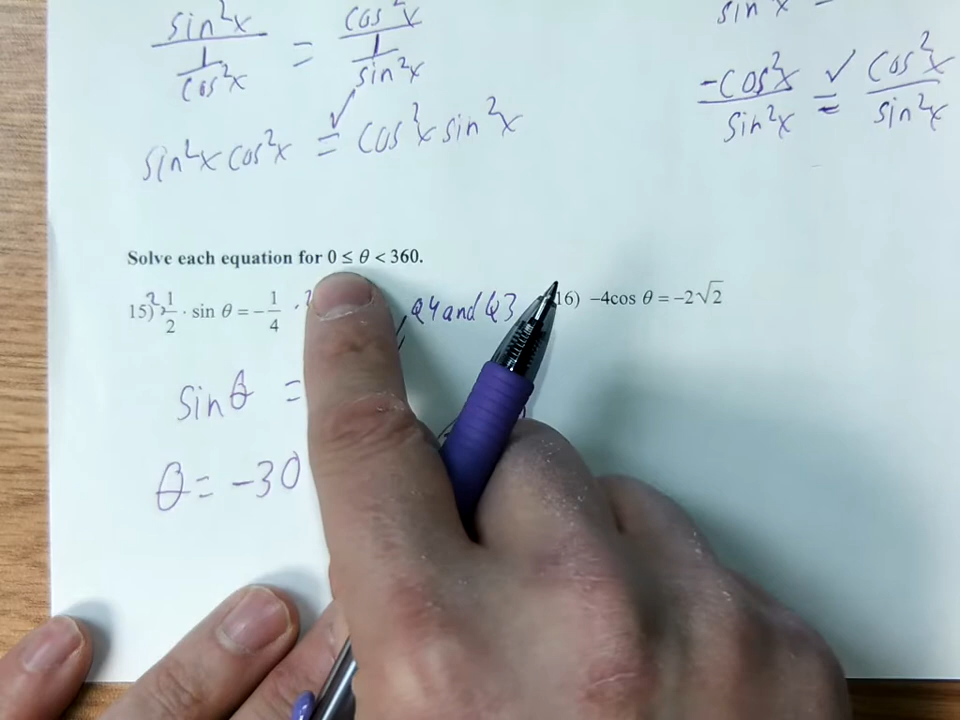 sin²x / 1/cos²x = cos²x / 1/sin²x
sin²x cos²x =✓ cos²x sin²x
sin x =
-cos²x / sin²x =✓ cos²x / sin²x
Solve each equation for 0 ≤ θ < 360.
15) 2· 1/2 · sin θ = -1/4 ·
Q4 and Q3
16) -4cos θ = -2√2
sin θ =
θ = -30